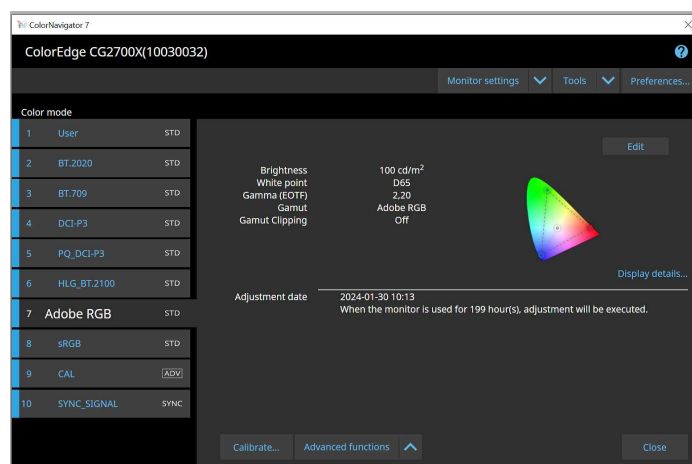 ColorNavigator 7
ColorEdge CG2700X(10030032)
Monitor settings Tools Preferences...
Color mode
1 User STD
2 BT.2020 STD
3 BT.709 STD
4 DCI-P3 STD
5 PQ_DCI-P3 STD
6 HLG_BT.2100 STD
7 Adobe RGB STD
8 sRGB STD
9 CAL ADV
10 SYNC_SIGNAL SYNC
Edit
Brightness 100 cd/m²
White point D65
Gamma (EOTF) 2,20
Gamut Adobe RGB
Gamut Clipping Off
Display details...
Adjustment date 2024-01-30 10:13
When the monitor is used for 199 hour(s), adjustment will be executed.
Calibrate... Advanced functions Close